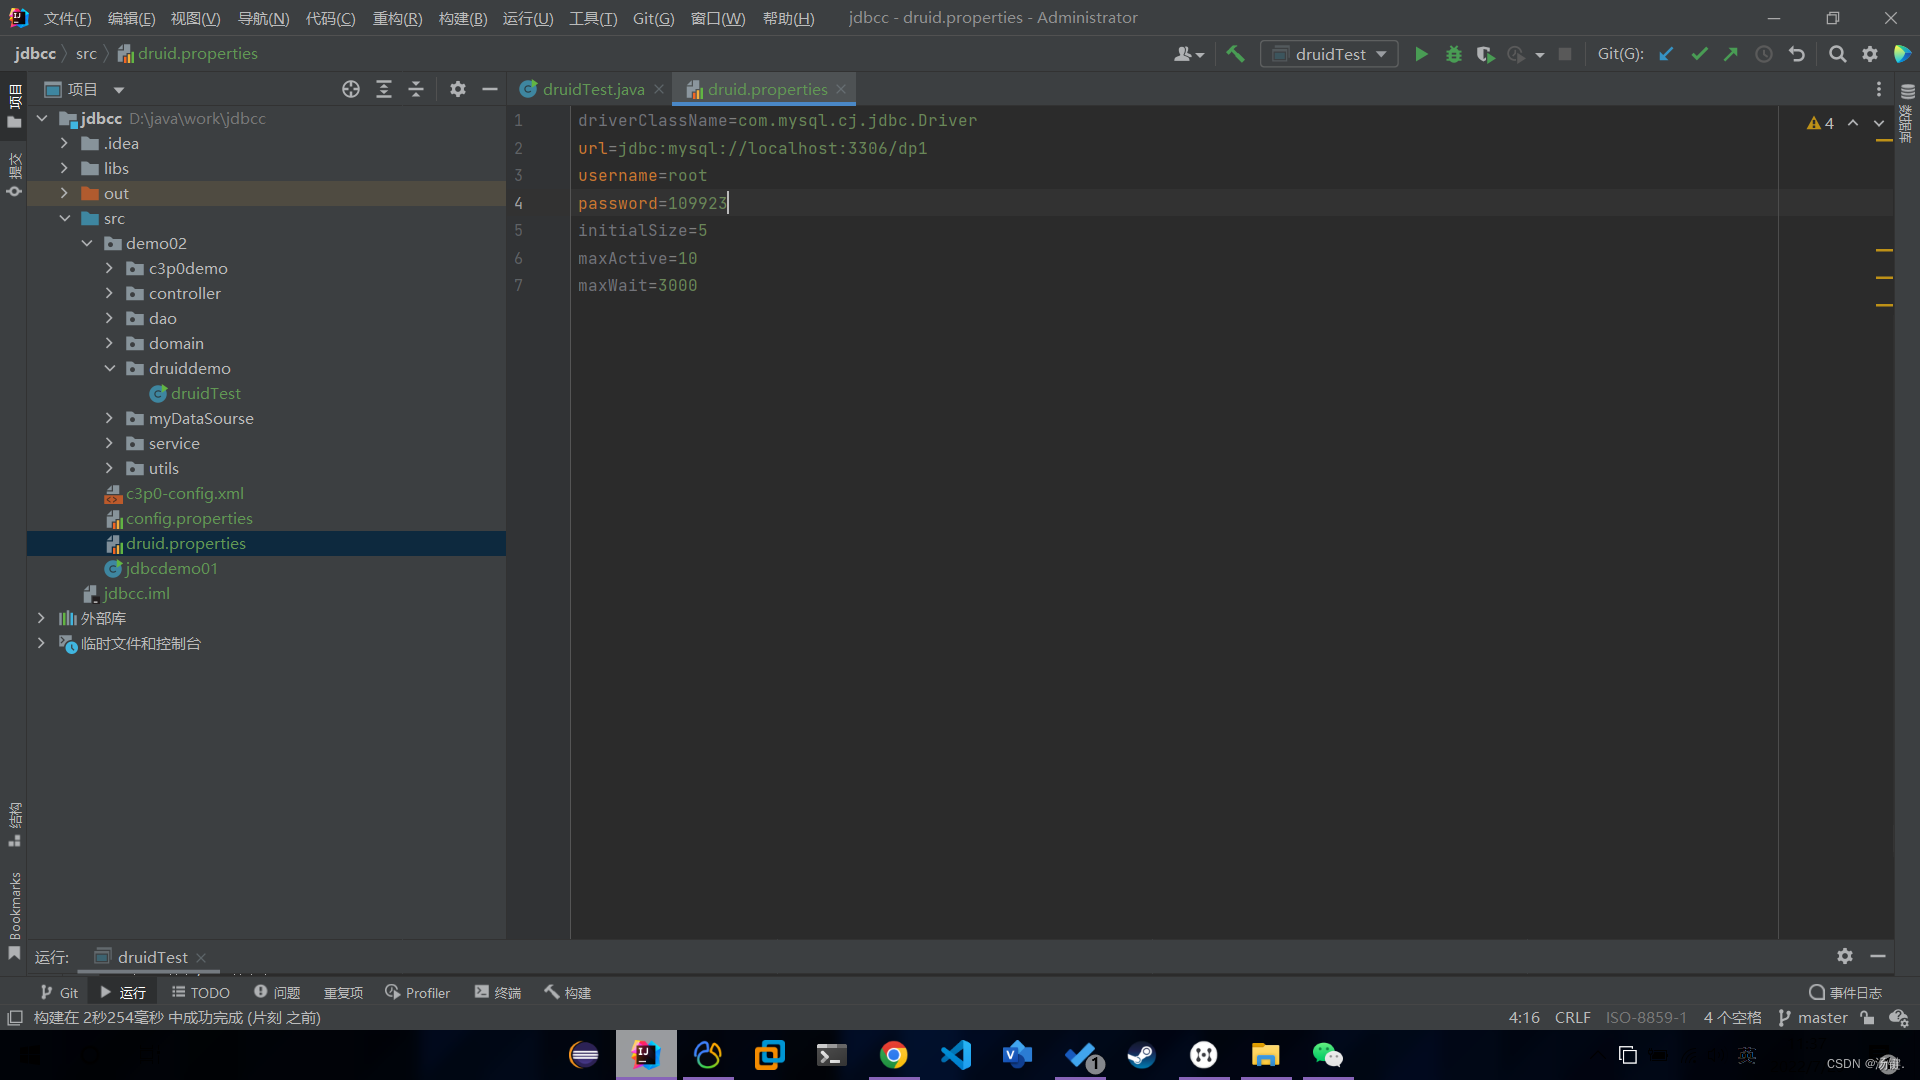 文件(F) 编辑(E) 视图(V) 导航(N) 代码(C) 重构(R) 构建(B) 运行(U) 工具(T) Git(G) 窗口(W) 帮助(H) jdbcc - druid.properties - Administrator
jdbcc src druid.properties druidTest Git(G):
项目
druidTest.java druid.properties
jdbcc D:\java\work\jdbcc
.idea
libs
out
src
demo02
c3p0demo
controller
dao
domain
druiddemo
druidTest
myDataSourse
service
utils
c3p0-config.xml
config.properties
druid.properties
jdbcdemo01
jdbcc.iml
外部库
临时文件和控制台
1 driverClassName=com.mysql.cj.jdbc.Driver
2 url=jdbc:mysql://localhost:3306/dp1
3 username=root
4 password=109923
5 initialSize=5
6 maxActive=10
7 maxWait=3000
4
项目
提交
结构
Bookmarks
数据库
运行: druidTest
Git 运行 TODO 问题 重复项 Profiler 终端 构建 事件日志
构建在 2秒254毫秒 中成功完成 (片刻 之前) 4:16 CRLF ISO-8859-1 4 个空格 master
1
英
CSDN @汤键.